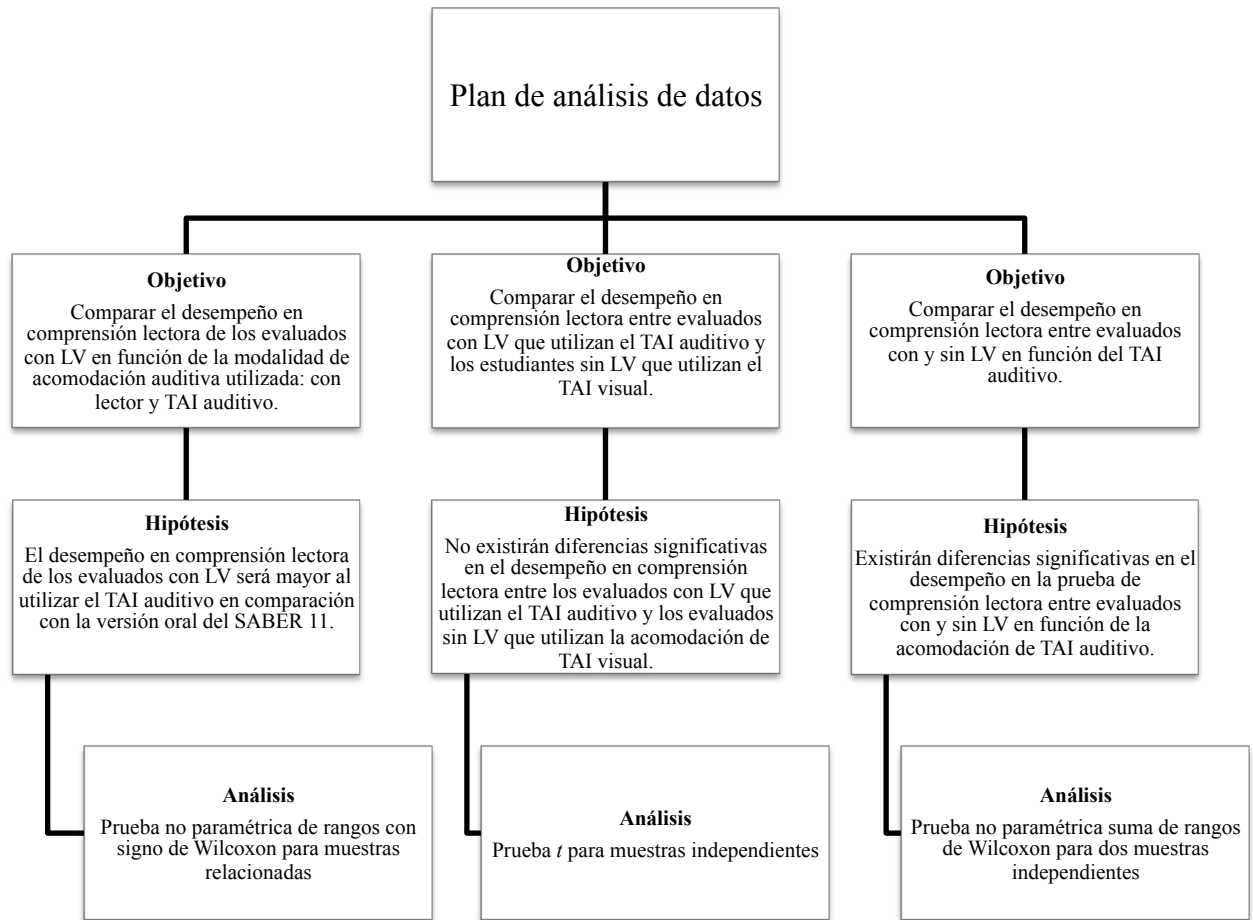 Plan de análisis de datos
Objetivo
Comparar el desempeño en
comprensión lectora de los evaluados
con LV en función de la modalidad de
acomodación auditiva utilizada: con
lector y TAI auditivo.
Objetivo
Comparar el desempeño en
comprensión lectora entre evaluados
con LV que utilizan el TAI auditivo y
los estudiantes sin LV que utilizan el
TAI visual.
Objetivo
Comparar el desempeño en
comprensión lectora entre evaluados
con y sin LV en función del TAI
auditivo.
Hipótesis
El desempeño en comprensión lectora
de los evaluados con LV será mayor al
utilizar el TAI auditivo en comparación
con la versión oral del SABER 11.
Hipótesis
No existirán diferencias significativas
en el desempeño en comprensión
lectora entre los evaluados con LV que
utilizan el TAI auditivo y los evaluados
sin LV que utilizan la acomodación de
TAI visual.
Hipótesis
Existirán diferencias significativas en el
desempeño en la prueba de
comprensión lectora entre evaluados
con y sin LV en función de la
acomodación de TAI auditivo.
Análisis
Prueba no paramétrica de rangos con
signo de Wilcoxon para muestras
relacionadas
Análisis
Prueba t para muestras independientes
Análisis
Prueba no paramétrica suma de rangos
de Wilcoxon para dos muestras
independientes